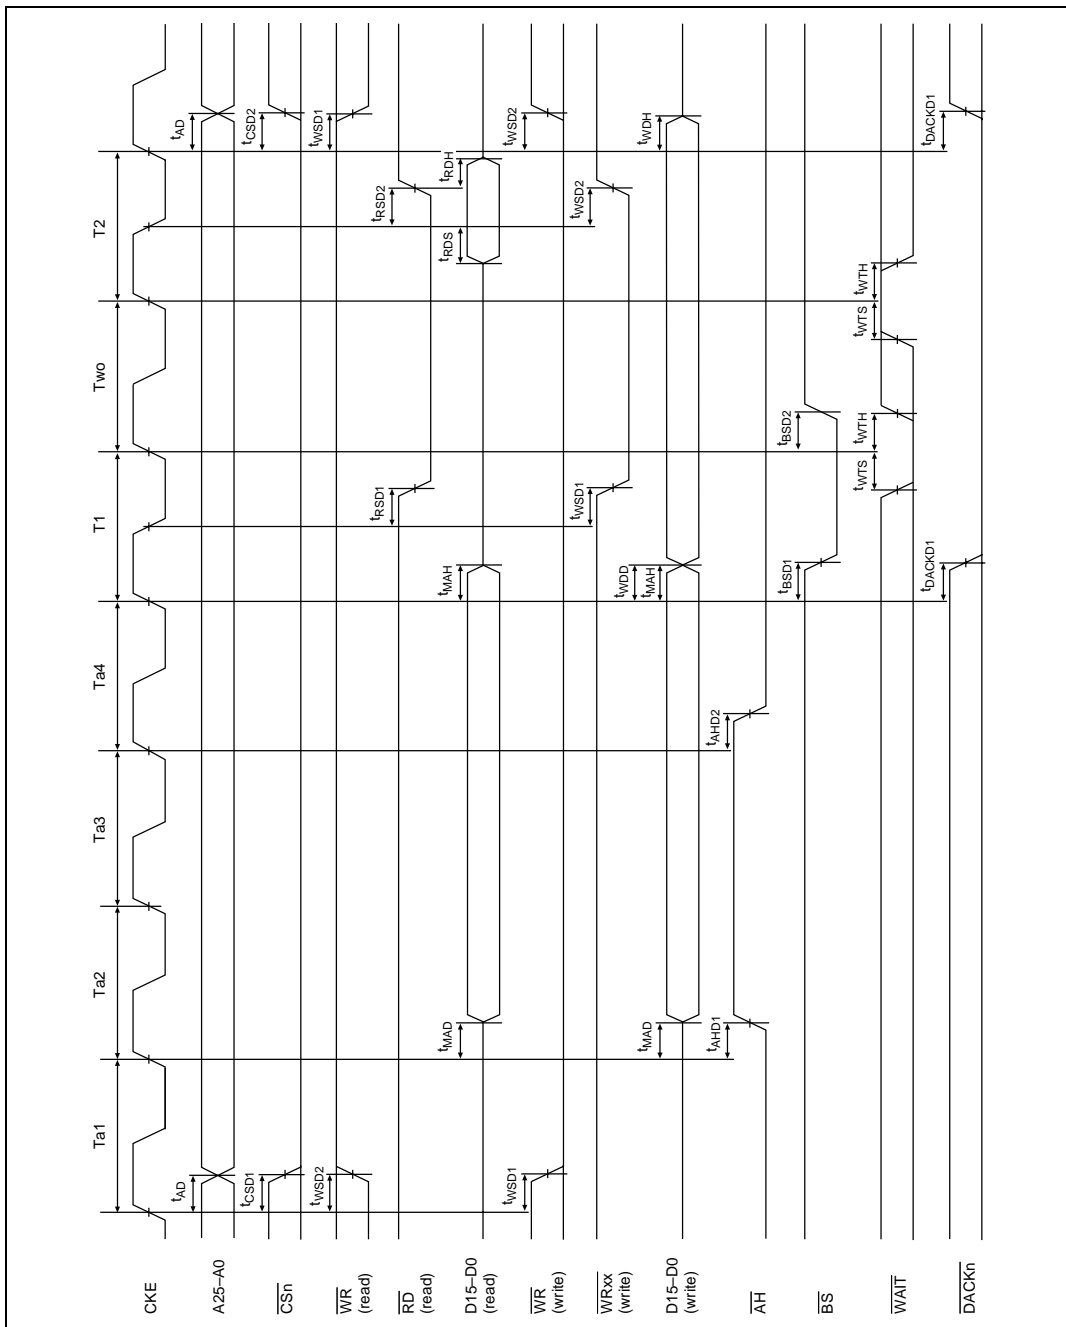 Ta1 Ta2 Ta3 Ta4 T1 Two T2
CKE
tAD tAD
A25–A0
tCSD1 tCSD2
CSn
tWSD2 tWSD1
WR
(read)
tRSD1 tRSD2
RD
(read)
tMAD tMAH tRDS tRDH
D15–D0
(read)
tWSD1 tWSD2
WR
(write)
tWSD1 tWSD2
WRxx
(write)
tWDD
tMAD tMAH tWDH
D15–D0
(write)
tAHD1 tAHD2
AH
tBSD1 tBSD2
BS
tWTS tWTH tWTS tWTH
WAIT
tDACKD1 tDACKD1
DACKn